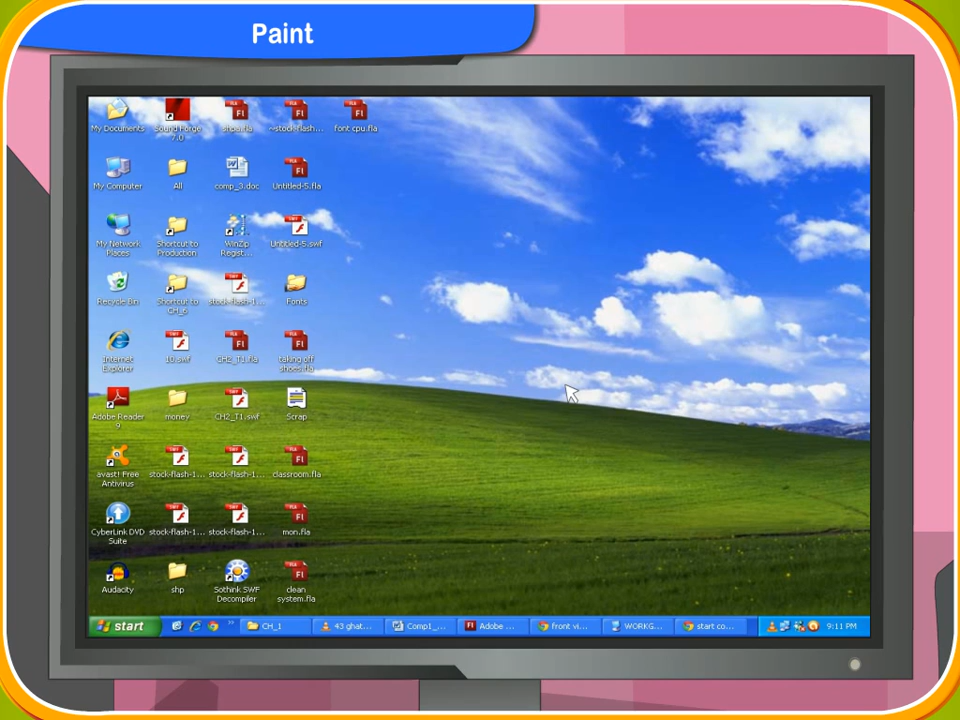 Paint
My Documents
Sound Forge
7.0
~stock-flash...
font cpu.fla
My Computer
All
comp_3.doc
Untitled-5.fla
My Network
Places
Shortcut to
Production
WinZip
Regist...
Untitled-5.swf
Recycle Bin
Shortcut to
CH_6
stock-flash-1...
Fonts
Internet
Explorer
10.swf
CH2_T1.fla
taking off
shoes.fla
Adobe Reader
9
money
CH2_T1.swf
Scrap
avast! Free
Antivirus
stock-flash-1...
stock-flash-1...
classroom.fla
CyberLink DVD
Suite
stock-flash-1...
stock-flash-1...
mon.fla
Audacity
shp
Sothink SWF
Decompiler
clean
system.fla
start
CH_1
43 ghat...
Comp1_...
Adobe ...
front vi...
WORKG...
start co...
9:11 PM